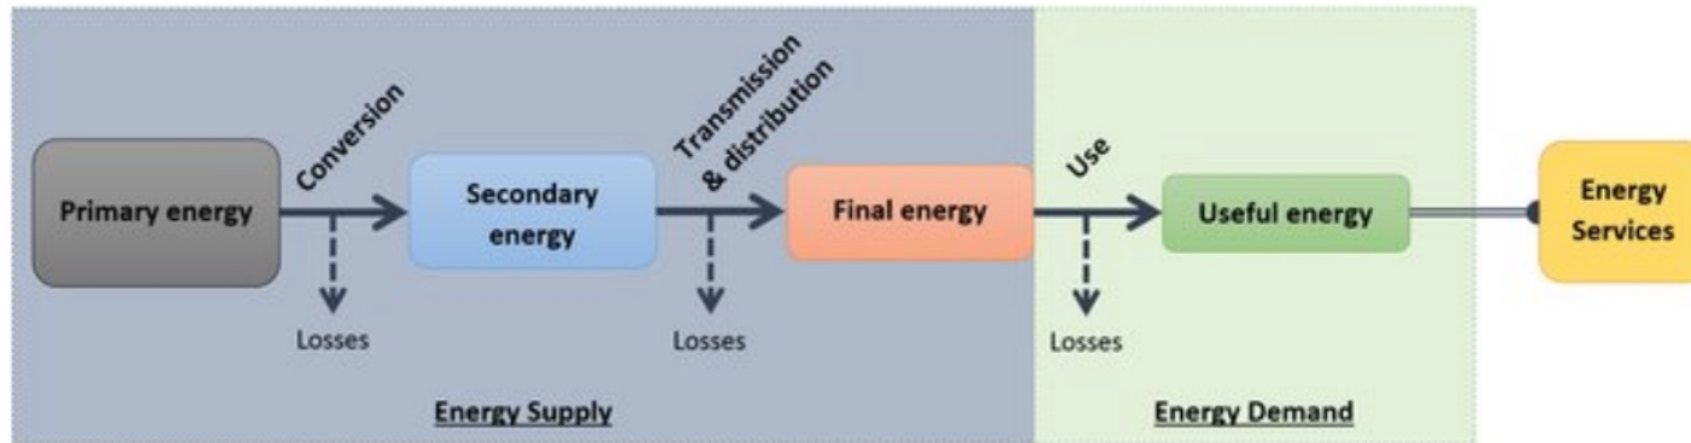 Primary energy
Conversion
Losses
Secondary
energy
Transmission
& distribution
Losses
Final energy
Use
Losses
Useful energy
Energy
Services
Energy Supply
Energy Demand